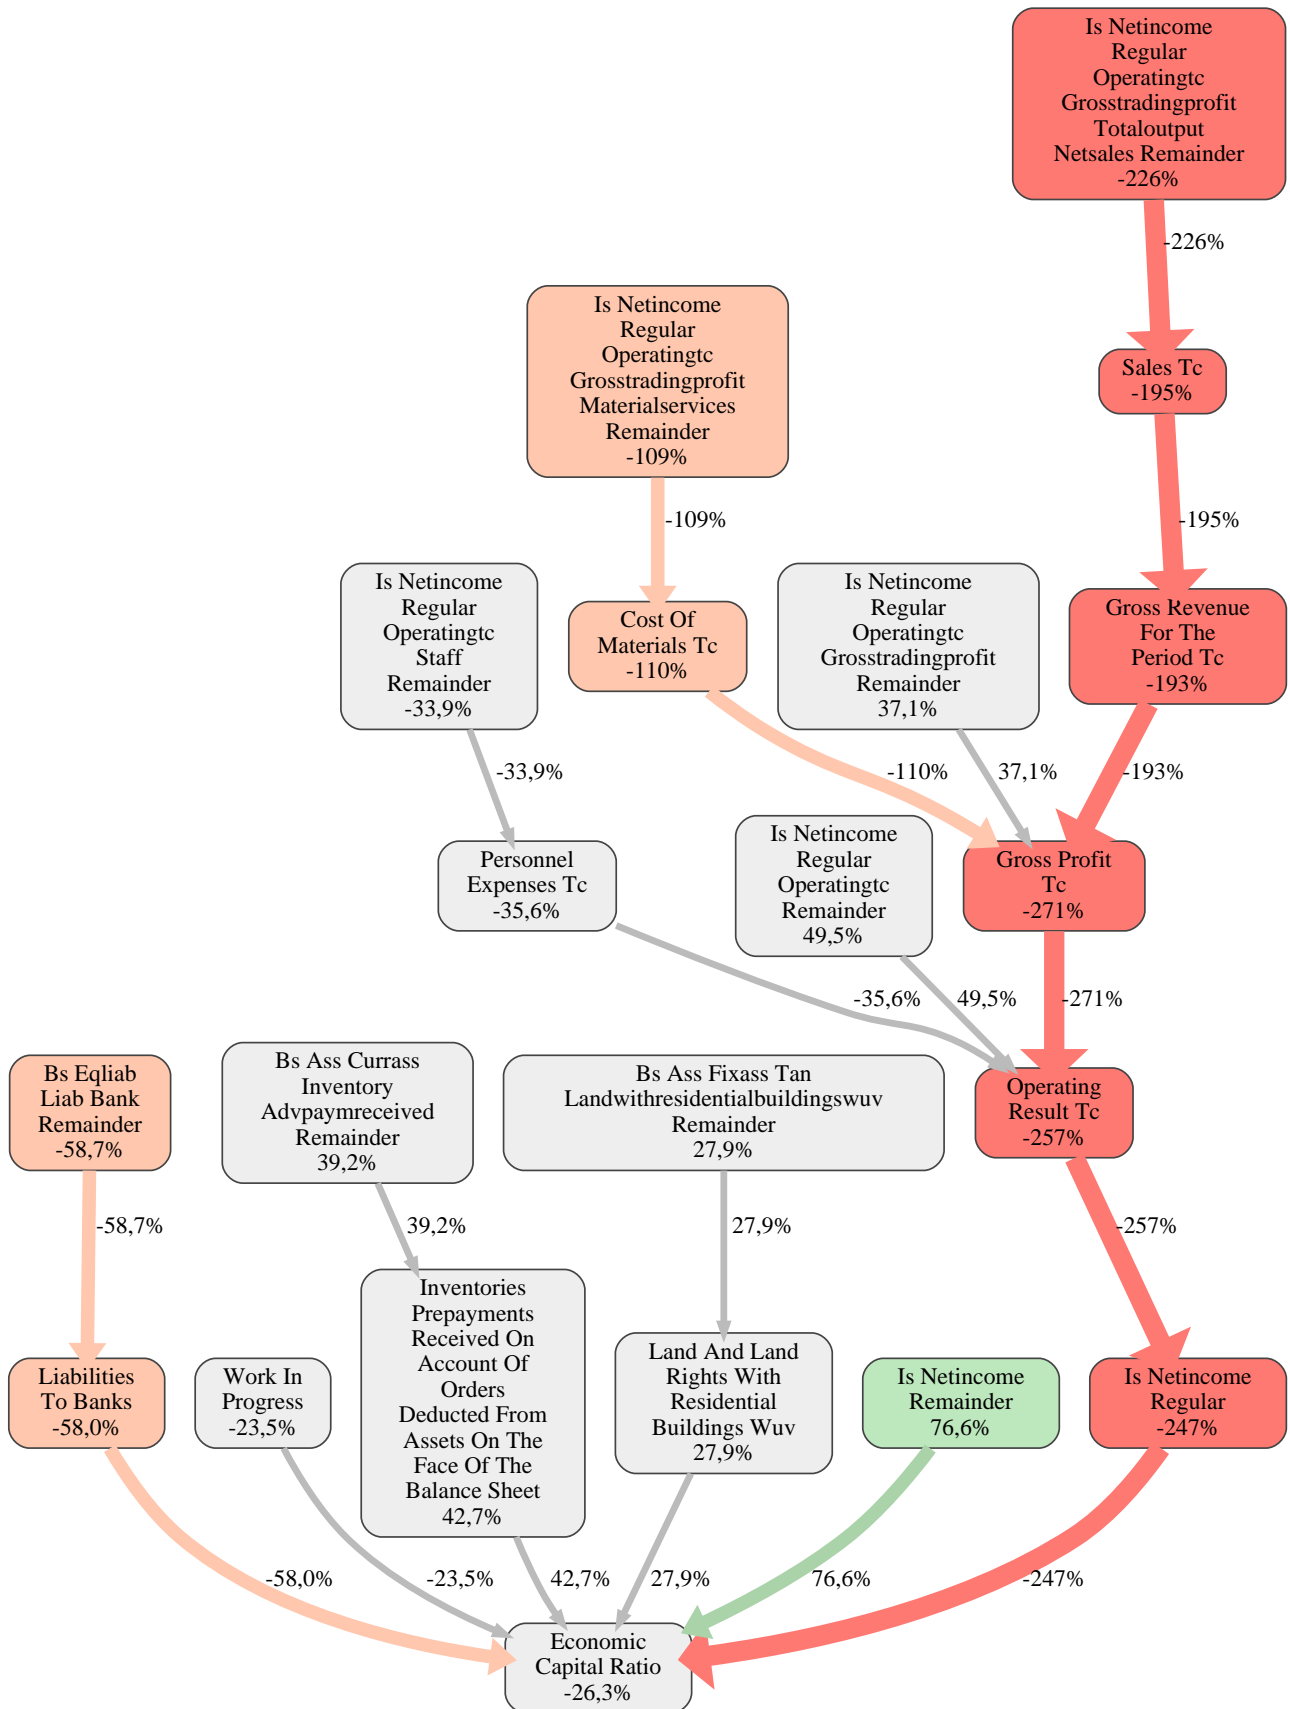 Is Netincome
Regular
Operatingtc
Grosstradingprofit
Totaloutput
Netsales Remainder
-226%
-226%
Is Netincome
Regular
Operatingtc
Grosstradingprofit
Materialservices
Remainder
-109%
Sales Tc
-195%
-109%
-195%
Is Netincome
Regular
Operatingtc
Staff
Remainder
-33,9%
Cost Of
Materials Tc
-110%
Is Netincome
Regular
Operatingtc
Grosstradingprofit
Remainder
37,1%
Gross Revenue
For The
Period Tc
-193%
-33,9%
-110%
37,1%
-193%
Personnel
Expenses Tc
-35,6%
Is Netincome
Regular
Operatingtc
Remainder
49,5%
Gross Profit
Tc
-271%
-35,6%
49,5%
-271%
Bs Eqliab
Liab Bank
Remainder
-58,7%
Bs Ass Currass
Inventory
Advpaymreceived
Remainder
39,2%
Bs Ass Fixass Tan
Landwithresidentialbuildingswuv
Remainder
27,9%
Operating
Result Tc
-257%
-58,7%
39,2%
27,9%
-257%
Liabilities
To Banks
-58,0%
Work In
Progress
-23,5%
Inventories
Prepayments
Received On
Account Of
Orders
Deducted From
Assets On The
Face Of The
Balance Sheet
42,7%
Land And Land
Rights With
Residential
Buildings Wuv
27,9%
Is Netincome
Remainder
76,6%
Is Netincome
Regular
-247%
-58,0%
-23,5%
42,7%
27,9%
76,6%
-247%
Economic
Capital Ratio
-26,3%